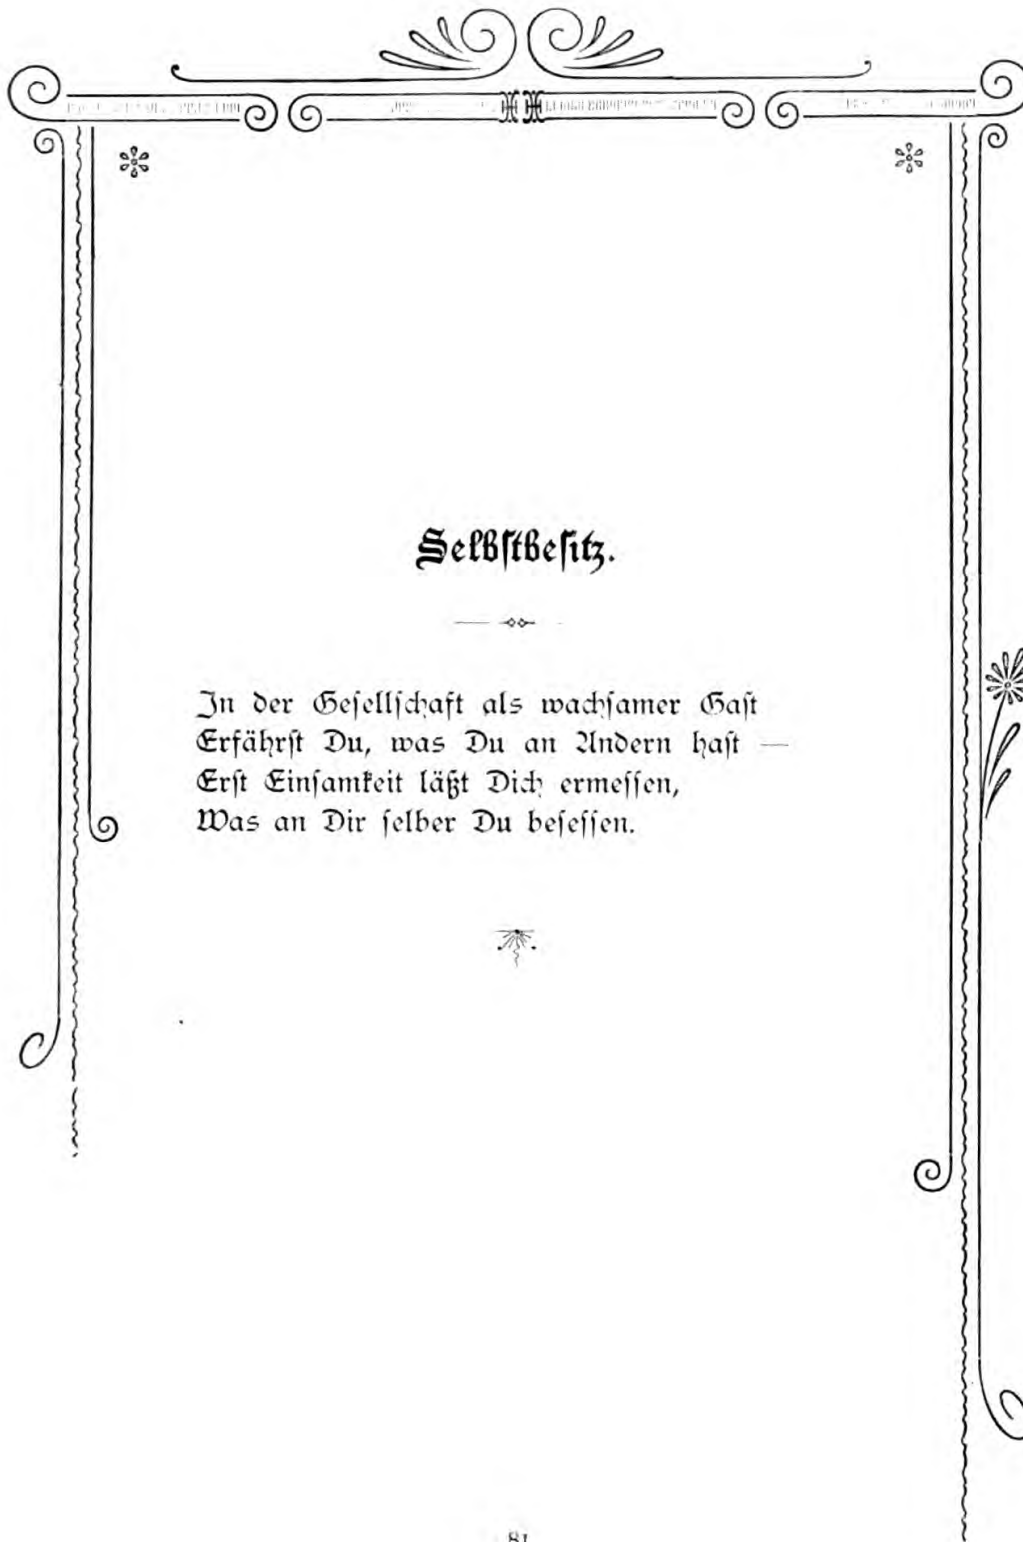 Selbstbesitz.
In der Gesellschaft als wachsamer Gast
Erfährst Du, was Du an Andern hast —
Erst Einsamkeit läßt Dich ermessen,
Was an Dir selber Du besessen.
81